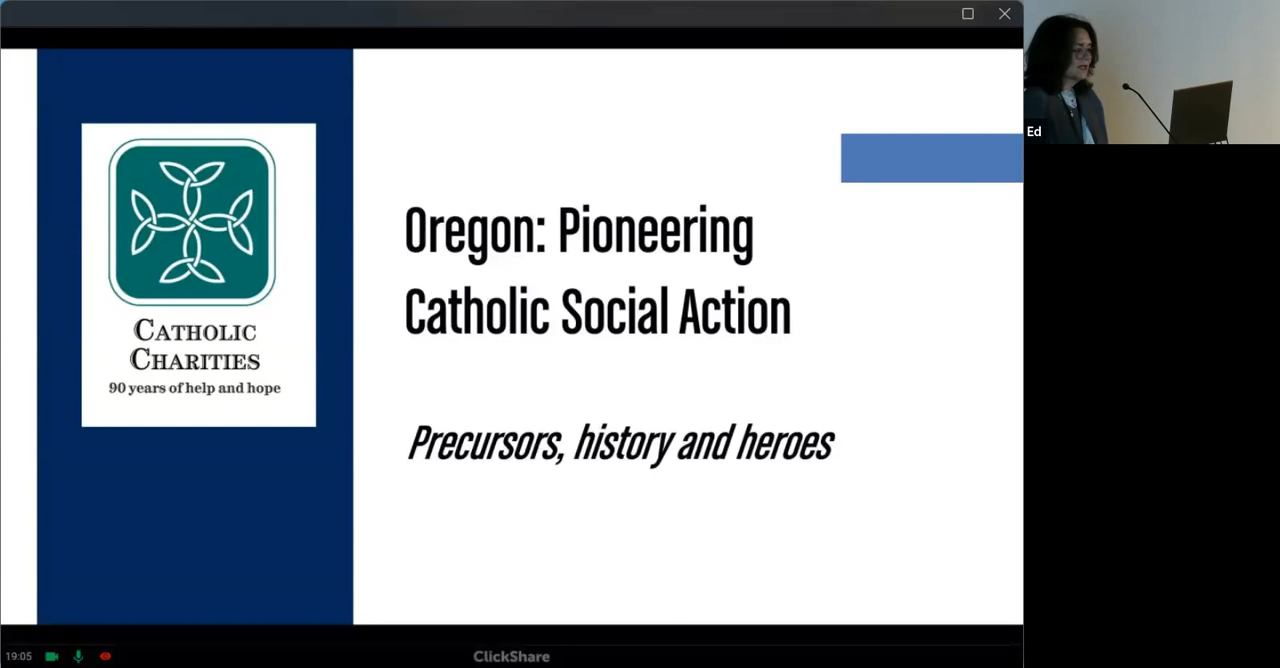 Ed
Oregon: Pioneering
Catholic Social Action
CATHOLIC
CHARITIES
90 years of help and hope
Precursors, history and heroes
19:05
ClickShare